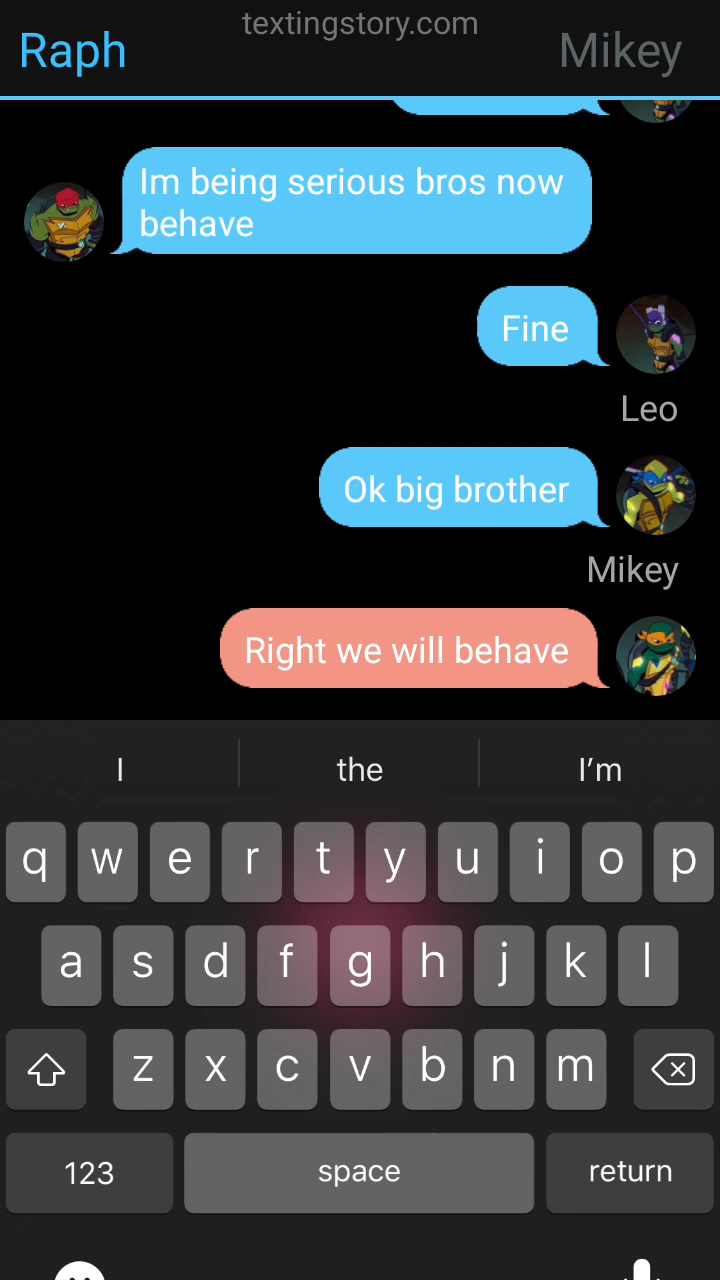 textingstory.com
Raph
Mikey
Im being serious bros now
behave
Fine
Leo
Ok big brother
Mikey
Right we will behave
I
the
I’m
q w e r t y u i o p
a s d f g h j k l
z x c v b n m
123
space
return